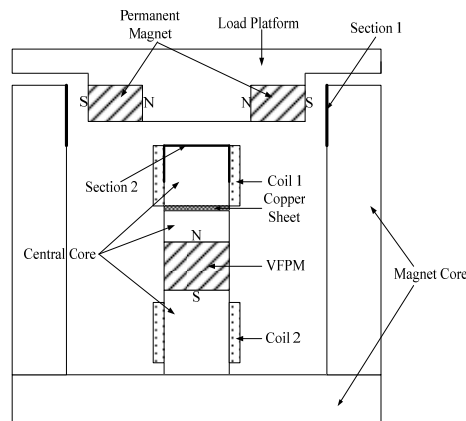 Permanent
Magnet
Load Platform
Section 1
S
N
N
S
Section 2
Coil 1
Copper
Sheet
Central Core
N
VFPM
Magnet Core
S
Coil 2